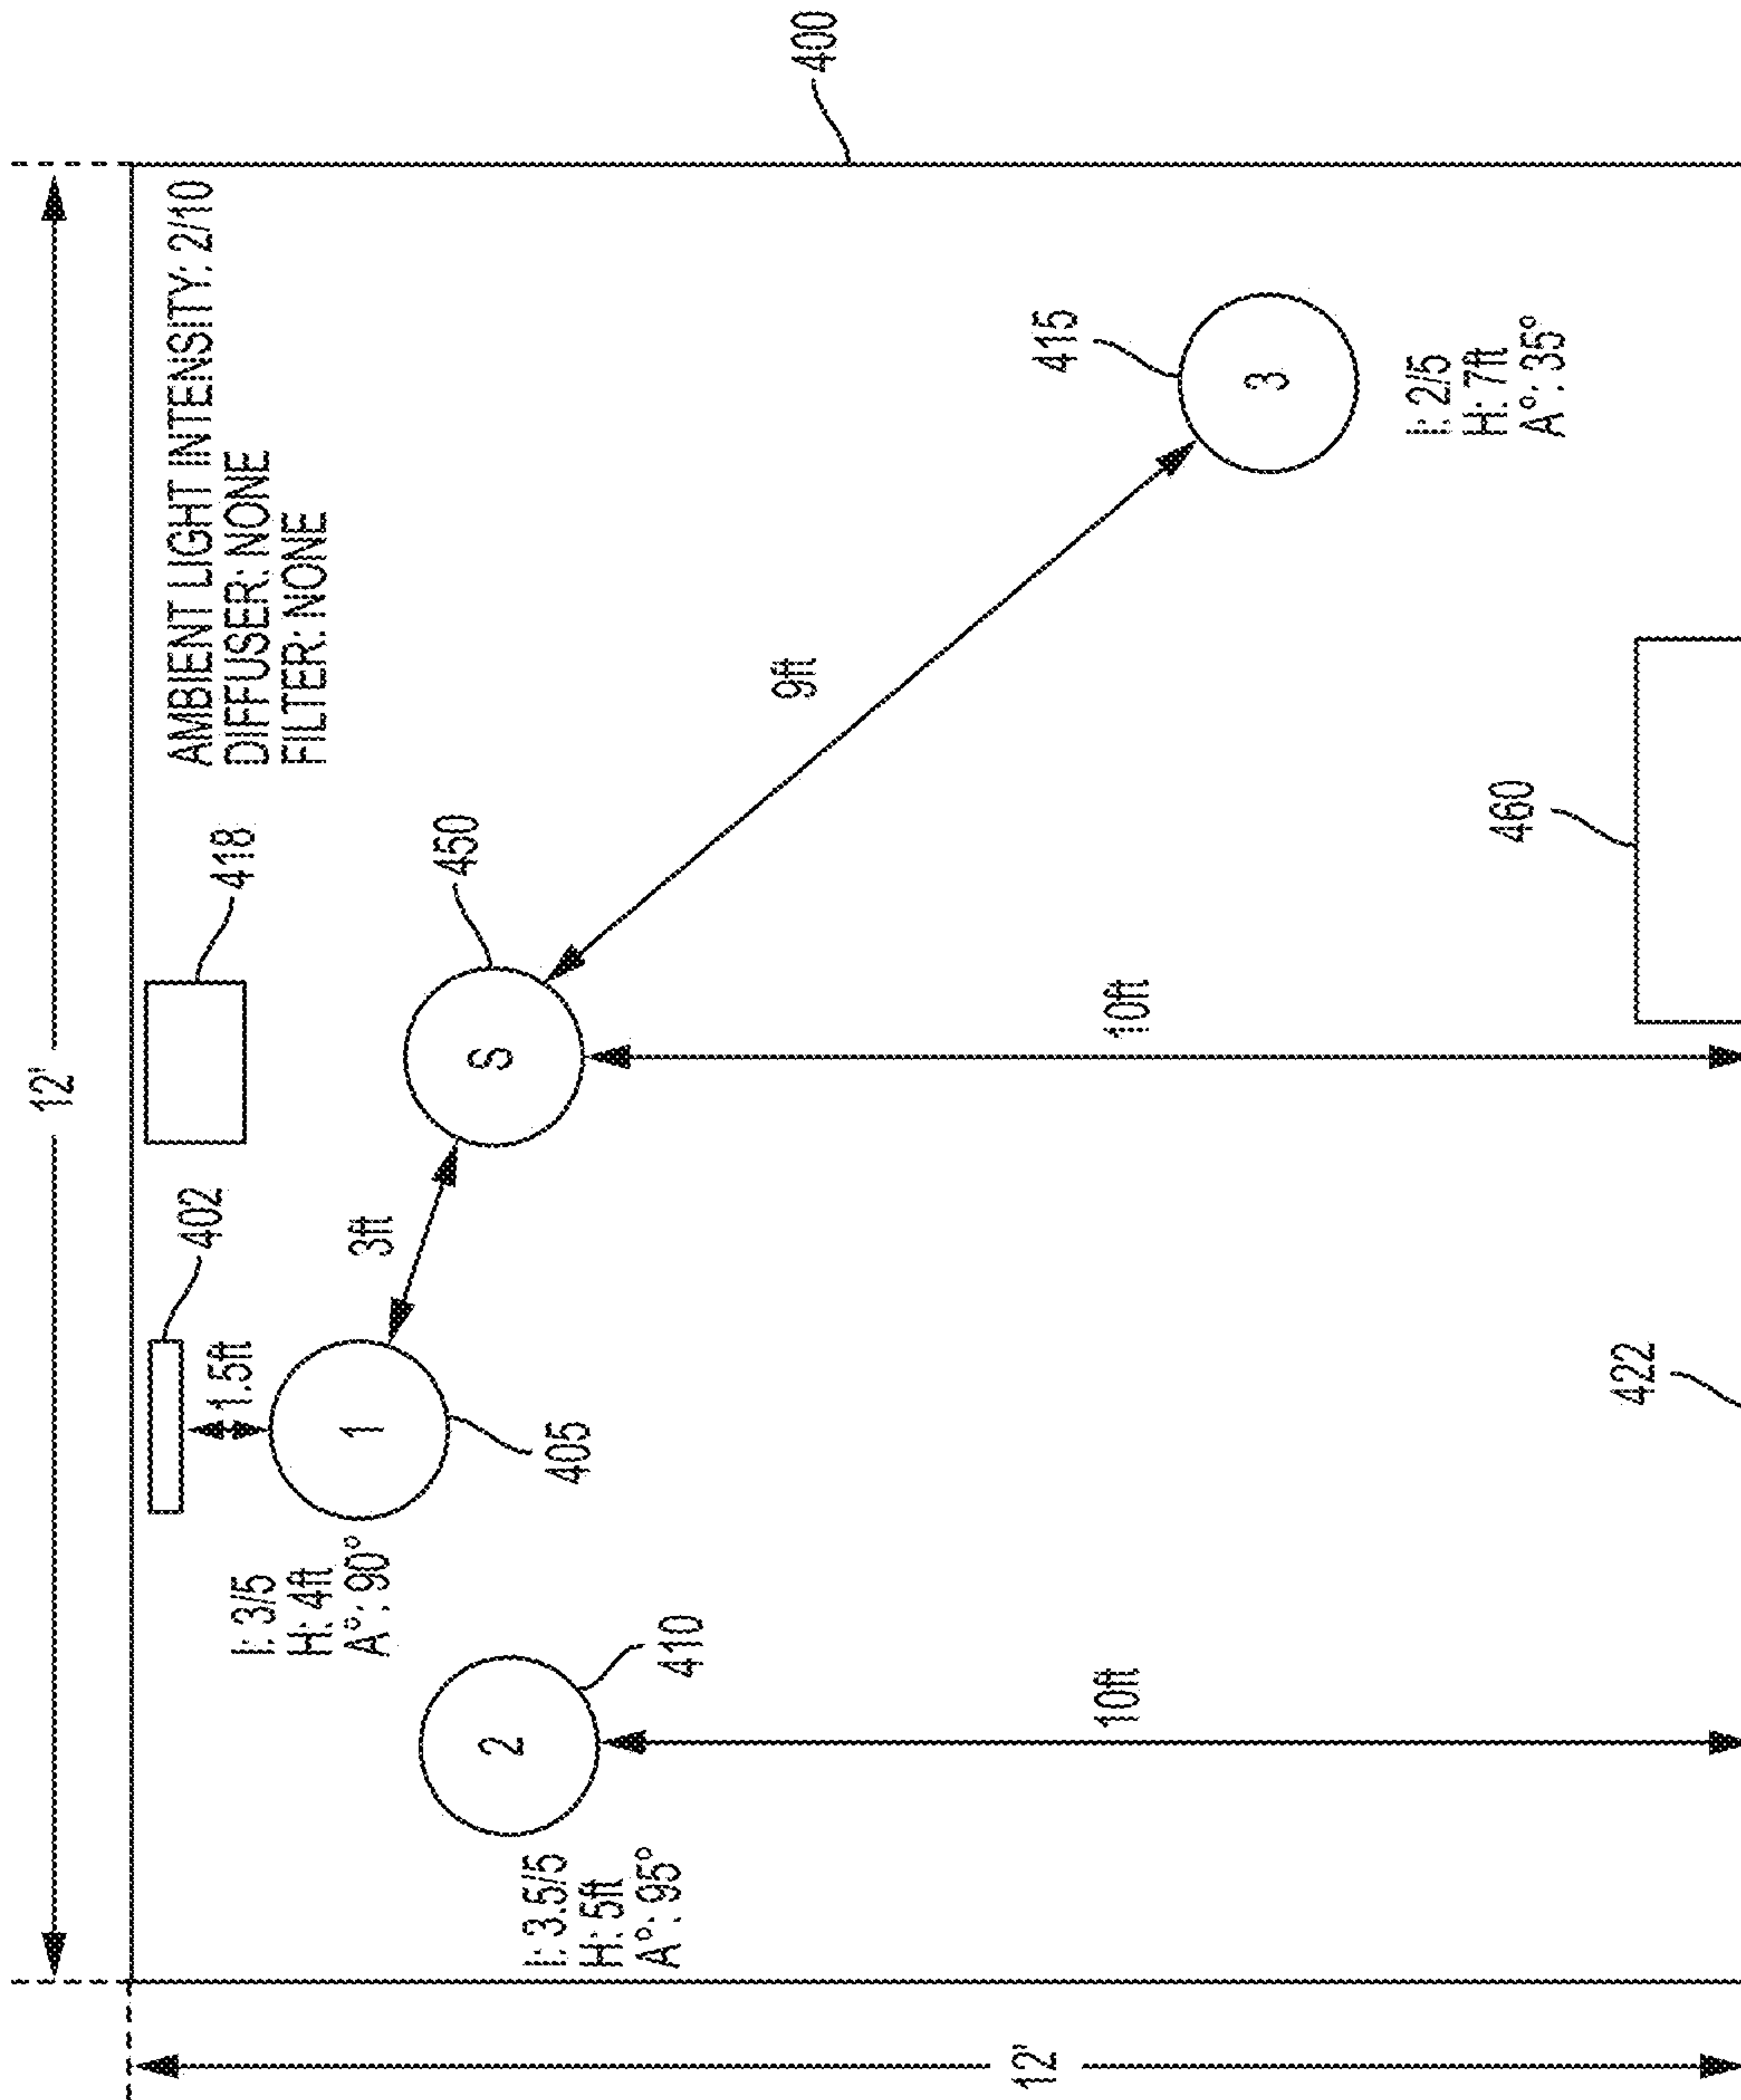 12'
12'
AMBIENT LIGHT INTENSITY: 2/10
DIFFUSER: NONE
FILTER: NONE
400
418
402
1.5ft
450
S
3ft
1
405
I: 3/5
H: 4ft
A°: 90°
2
410
I: 3.5/5
H: 5ft
A°: 95°
10ft
10ft
9ft
415
3
I: 2/5
H: 7ft
A°: 35°
460
422